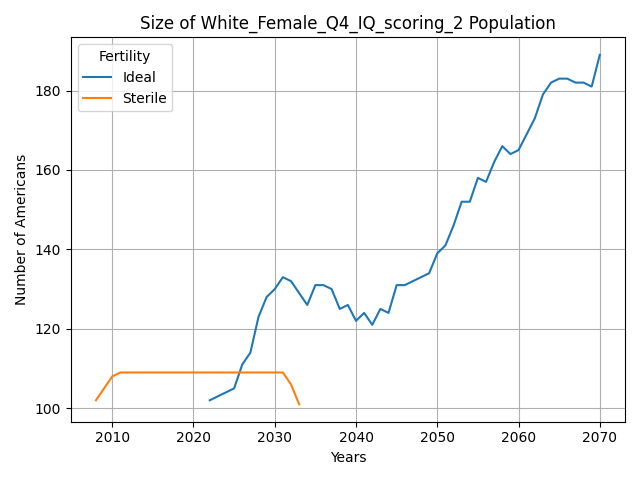 Size of White_Female_Q4_IQ_scoring_2 Population
Fertility
Ideal
Sterile
Number of Americans
180
160
140
120
100
2010
2020
2030
2040
2050
2060
2070
Years